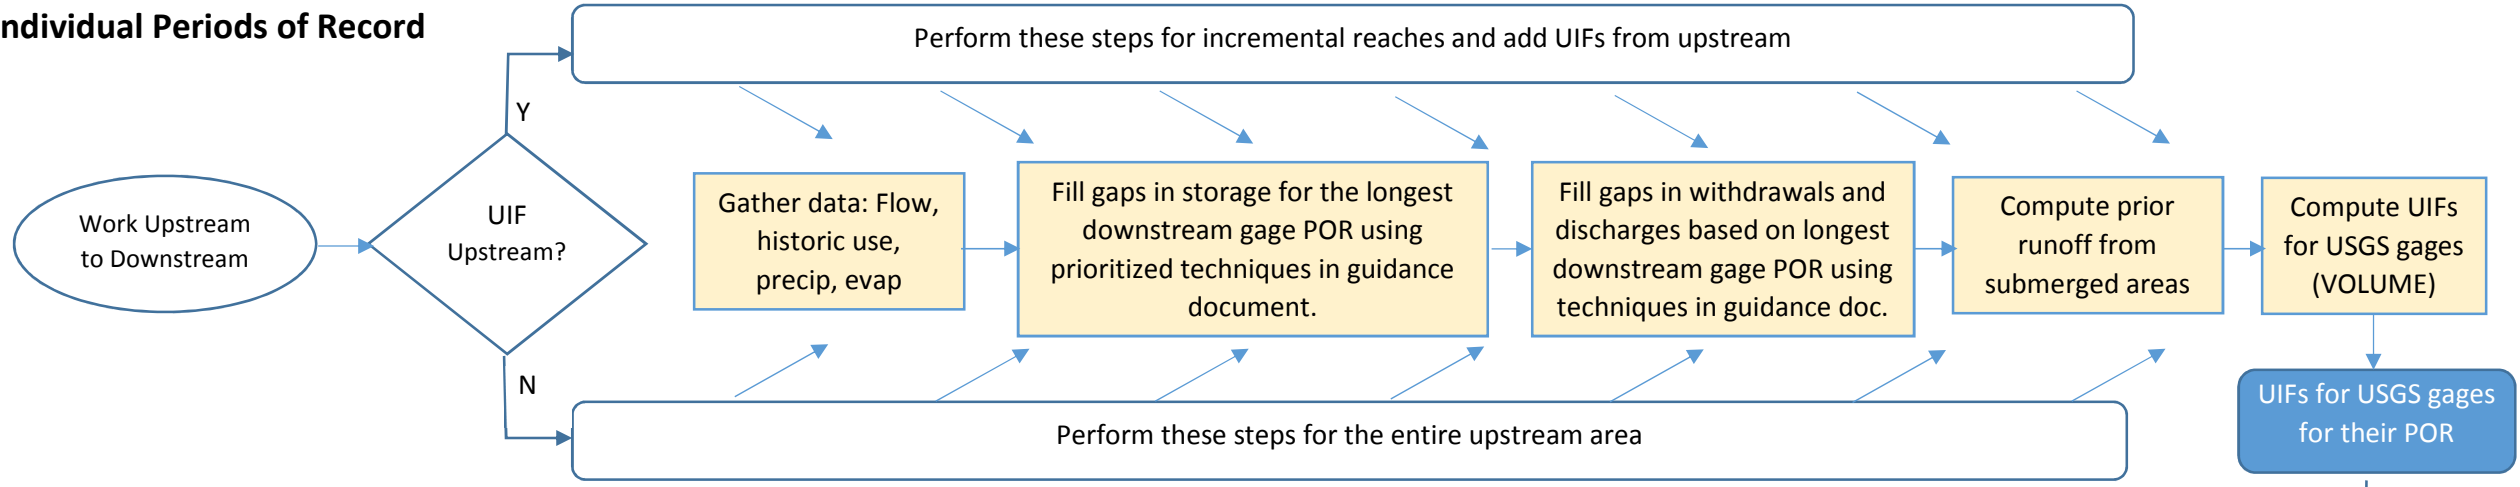 ndividual Periods of Record
Perform these steps for incremental reaches and add UIFs from upstream
Y
Work Upstream
to Downstream
UIF
Upstream?
N
Gather data: Flow,
historic use,
precip, evap
Fill gaps in storage for the longest
downstream gage POR using
prioritized techniques in guidance
document.
Fill gaps in withdrawals and
discharges based on longest
downstream gage POR using
techniques in guidance doc.
Compute prior
runoff from
submerged areas
Compute UIFs
for USGS gages
(VOLUME)
UIFs for USGS gages
for their POR
Perform these steps for the entire upstream area